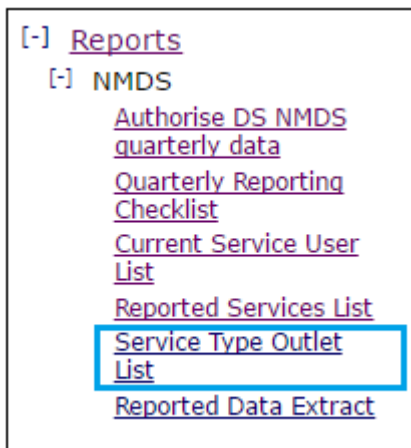 [-] Reports
[-] NMDS
Authorise DS NMDS
quarterly data
Quarterly Reporting
Checklist
Current Service User
List
Reported Services List
Service Type Outlet
List
Reported Data Extract